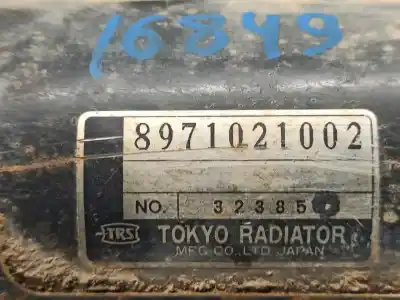 16849
8971021002
NO. 32385
TRS TOKYO RADIATOR
MFG CO.,LTD JAPAN